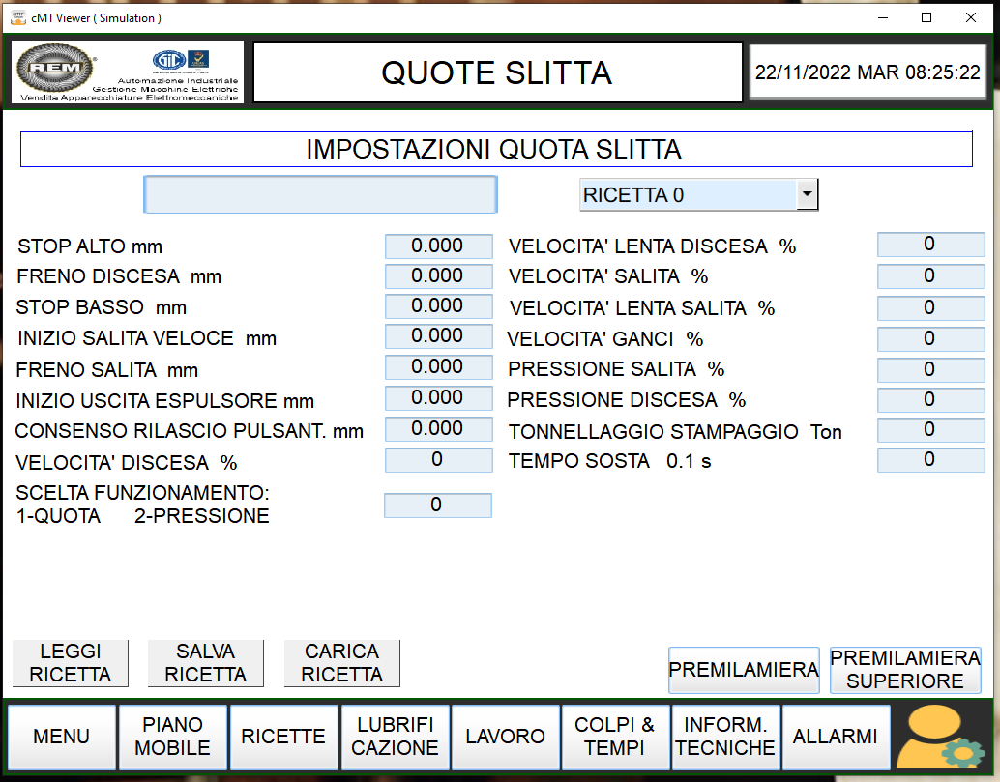 cMT Viewer ( Simulation )
REM
GIC
Automazione Industriale
Gestione Macchine Elettriche
Vendita Apparecchiature Elettromeccaniche
QUOTE SLITTA
22/11/2022 MAR 08:25:22
IMPOSTAZIONI QUOTA SLITTA
RICETTA 0
STOP ALTO mm 0.000
FRENO DISCESA mm 0.000
STOP BASSO mm 0.000
INIZIO SALITA VELOCE mm 0.000
FRENO SALITA mm 0.000
INIZIO USCITA ESPULSORE mm 0.000
CONSENSO RILASCIO PULSANT. mm 0.000
VELOCITA' DISCESA % 0
SCELTA FUNZIONAMENTO:
1-QUOTA 2-PRESSIONE 0
VELOCITA' LENTA DISCESA % 0
VELOCITA' SALITA % 0
VELOCITA' LENTA SALITA % 0
VELOCITA' GANCI % 0
PRESSIONE SALITA % 0
PRESSIONE DISCESA % 0
TONNELLAGGIO STAMPAGGIO Ton 0
TEMPO SOSTA 0.1 s 0
LEGGI
RICETTA
SALVA
RICETTA
CARICA
RICETTA
PREMILAMIERA
PREMILAMIERA
SUPERIORE
MENU
PIANO
MOBILE
RICETTE
LUBRIFI
CAZIONE
LAVORO
COLPI &
TEMPI
INFORM.
TECNICHE
ALLARMI